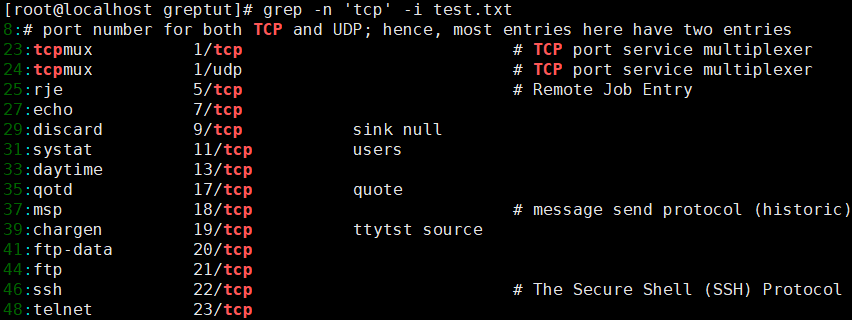 [root@localhost greptut]# grep -n 'tcp' -i test.txt
8:# port number for both TCP and UDP; hence, most entries here have two entries
23:tcpmux          1/tcp                           # TCP port service multiplexer
24:tcpmux          1/udp                           # TCP port service multiplexer
25:rje             5/tcp                           # Remote Job Entry
27:echo            7/tcp
29:discard         9/tcp           sink null
31:systat          11/tcp          users
33:daytime         13/tcp
35:qotd            17/tcp          quote
37:msp             18/tcp                          # message send protocol (historic)
39:chargen         19/tcp          ttytst source
41:ftp-data        20/tcp
44:ftp             21/tcp
46:ssh             22/tcp                          # The Secure Shell (SSH) Protocol
48:telnet          23/tcp